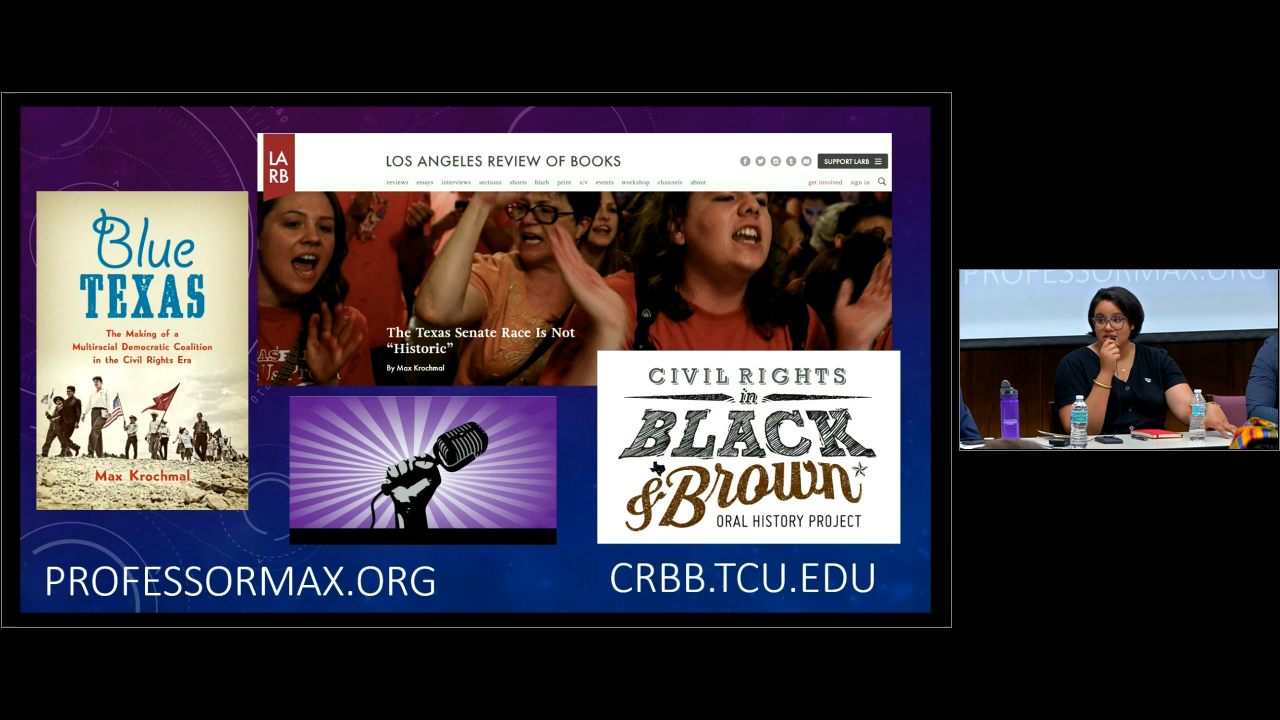 LA
RB
LOS ANGELES REVIEW OF BOOKS
SUPPORT LARB
reviews essays interviews sections shorts blarb print a/v events workshop channels about
get involved sign in
Blue
TEXAS
The Making of a
Multiracial Democratic Coalition
in the Civil Rights Era
Max Krochmal
The Texas Senate Race Is Not
“Historic”
By Max Krochmal
CIVIL RIGHTS
in
BLACK
& Brown
ORAL HISTORY PROJECT
PROFESSORMAX.ORG
CRBB.TCU.EDU
PROFESSORMAX.ORG